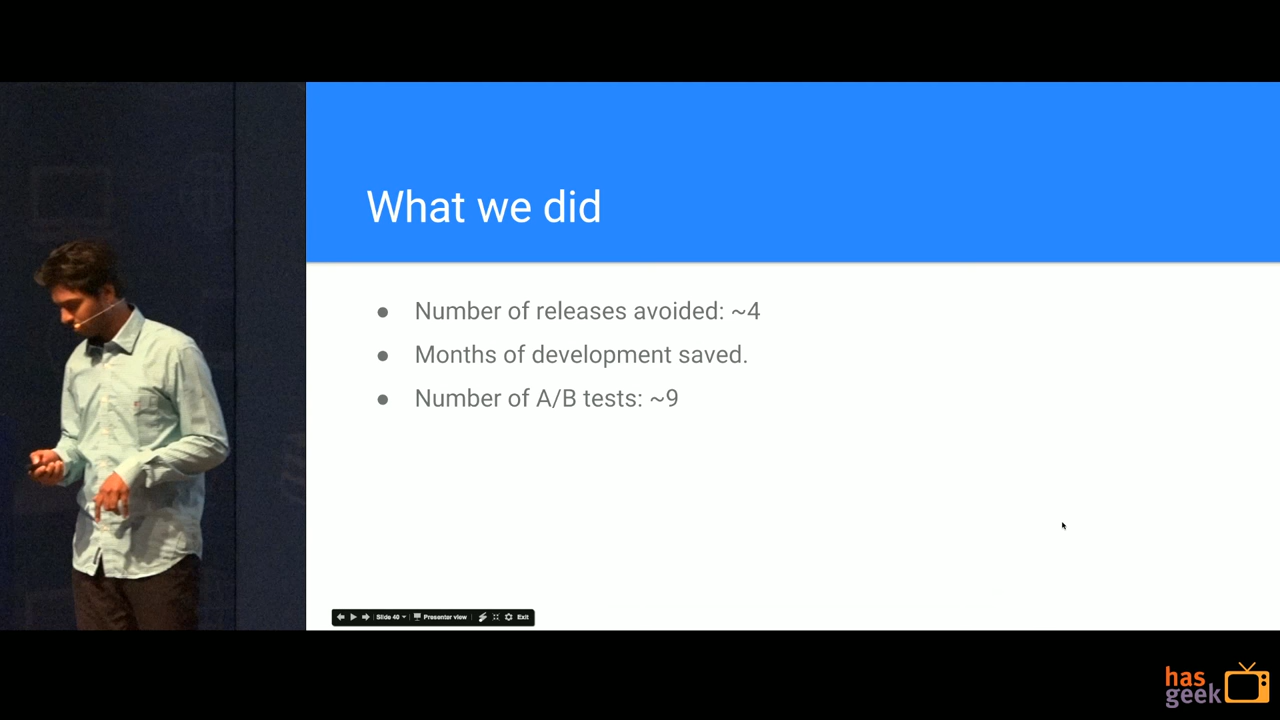 What we did
● Number of releases avoided: ~4
● Months of development saved.
● Number of A/B tests: ~9
Slide 40 Presenter view Exit
has
geek